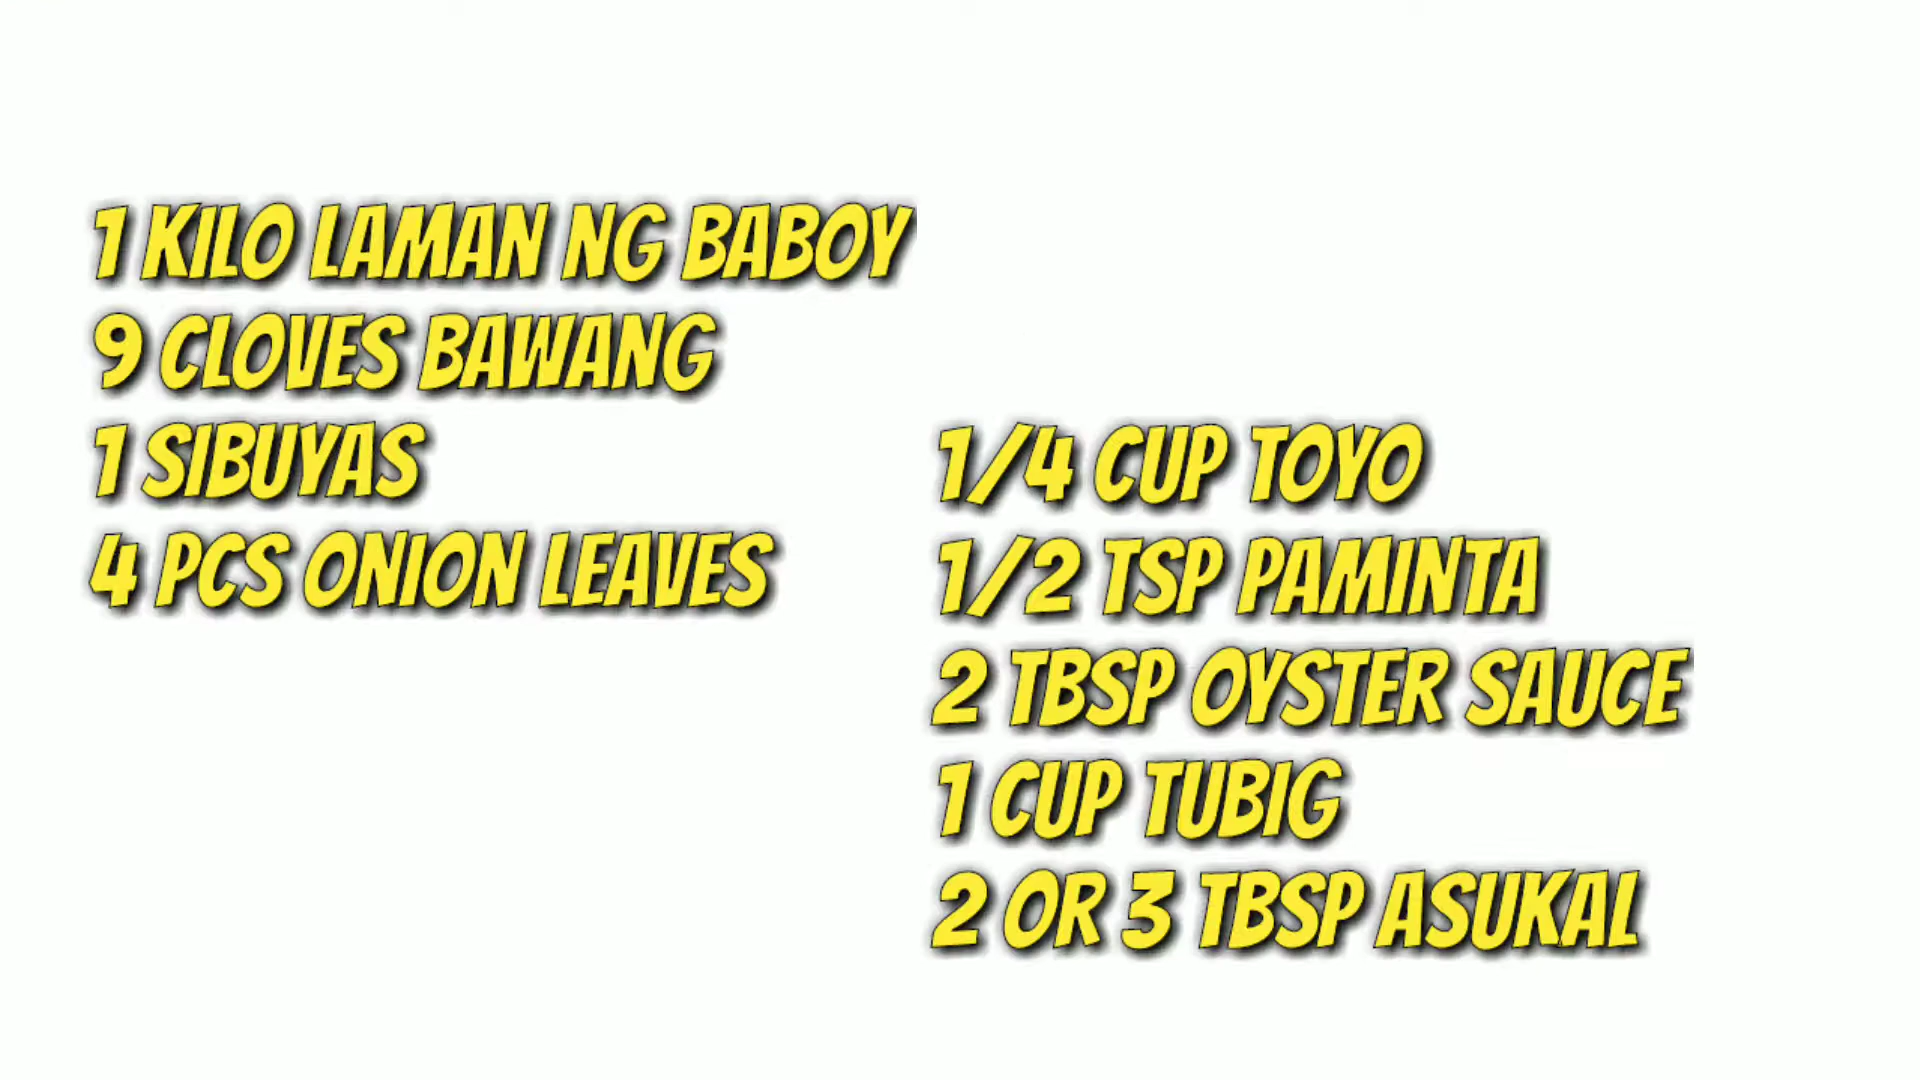 1 KILO LAMAN NG BABOY
9 CLOVES BAWANG
1 SIBUYAS
4 PCS ONION LEAVES
1/4 CUP TOYO
1/2 TSP PAMINTA
2 TBSP OYSTER SAUCE
1 CUP TUBIG
2 OR 3 TBSP ASUKAL